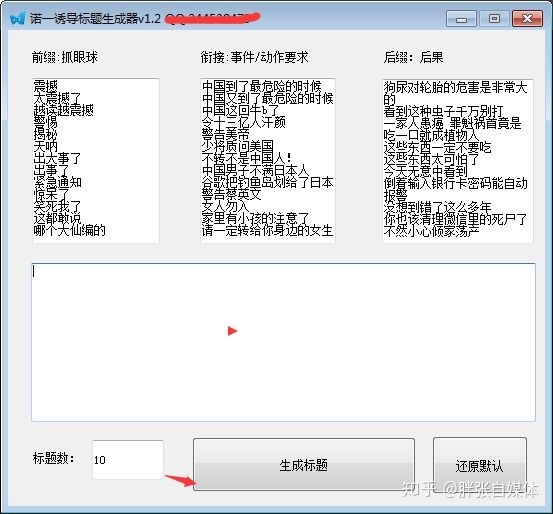 诺一诱导标题生成器v1.2
前缀:抓眼球
衔接:事件/动作要求
后缀: 后果
震撼
太震撼了
越读越震撼
警惕
揭秘
天呐
出大事了
出事了
紧急通知
惊呆了
笑死我了
这都敢说
哪个大仙编的
中国到了最危险的时候
中国又到了最危险的时候
中国这回牛b了
令十三亿人汗颜
警告美帝
少将质问美国
不转不是中国人!
中国男子不满日本人
谷歌把钓鱼岛划给了日本
警告蔡英文
女人勿入
家里有小孩的注意了
请一定转给你身边的女生
狗尿对轮胎的危害是非常大
的
看到这种虫子千万别打
一家人患癌 罪魁祸首竟是
吃一口就成植物人
这些东西一定不要吃
这些东西太可怕了
今天无意中看到
倒着输入银行卡密码能自动
报警
没想到错了这么多年
你也该清理微信里的死尸了
不然小心倾家荡产
标题数:
10
生成标题
还原默认
知乎 @胖张自媒体